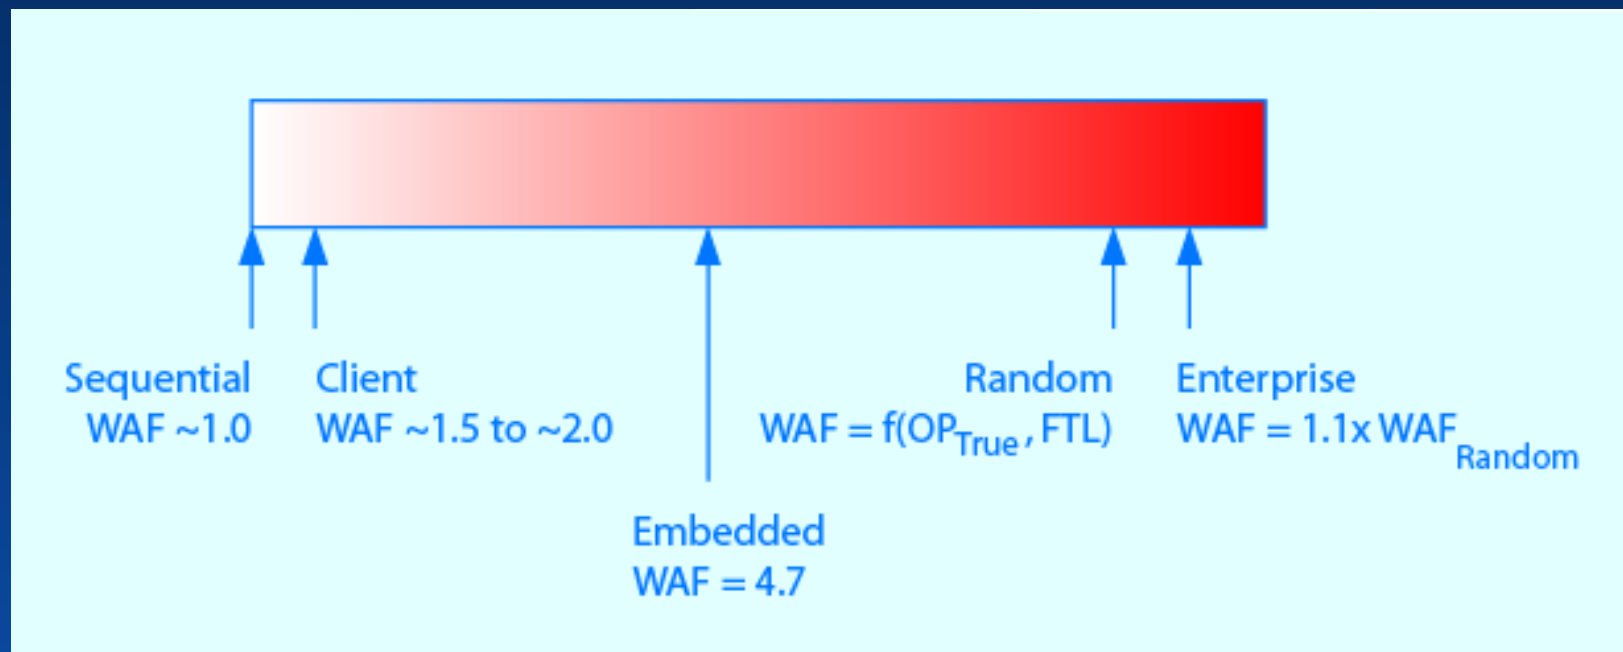 Sequential
WAF ~1.0
Client
WAF ~1.5 to ~2.0
Embedded
WAF = 4.7
Random
WAF = f(OPTrue, FTL)
Enterprise
WAF = 1.1x WAFRandom